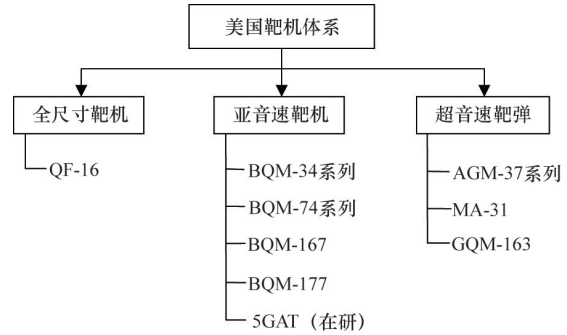 美国靶机体系
全尺寸靶机
亚音速靶机
超音速靶弹
QF-16
BQM-34系列
BQM-74系列
BQM-167
BQM-177
5GAT（在研）
AGM-37系列
MA-31
GQM-163